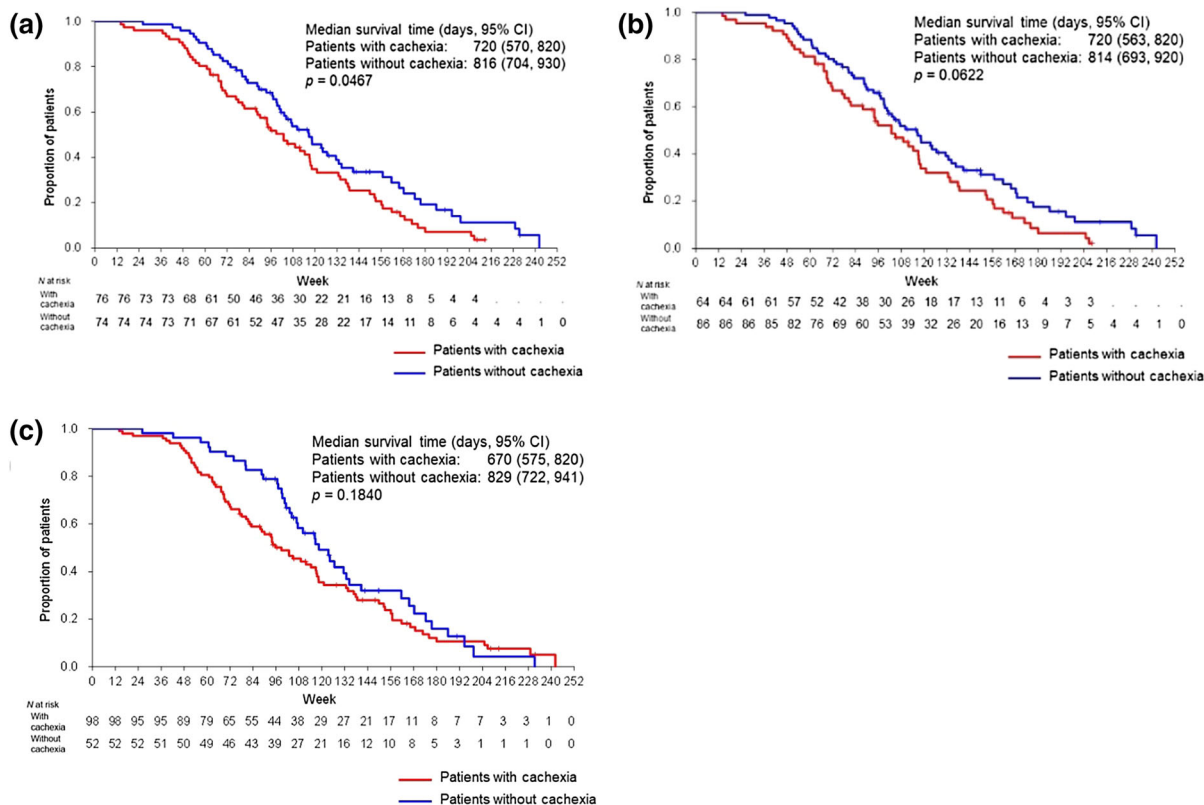 (a)
Median survival time (days, 95% CI)
Patients with cachexia: 720 (570, 820)
Patients without cachexia: 816 (704, 930)
p = 0.0467
Proportion of patients
1.0
0.8
0.6
0.4
0.2
0.0
0 12 24 36 48 60 72 84 96 108 120 132 144 156 168 180 192 204 216 228 240 252
Week
N at risk
With cachexia 76 76 73 73 68 61 50 46 36 30 22 21 16 13 8 5 4 4 . . . .
Without cachexia 74 74 74 73 71 67 61 52 47 35 28 22 17 14 11 8 6 4 4 4 1 0
Patients with cachexia
Patients without cachexia
(b)
Median survival time (days, 95% CI)
Patients with cachexia: 720 (563, 820)
Patients without cachexia: 814 (693, 920)
p = 0.0622
Proportion of patients
1.0
0.8
0.6
0.4
0.2
0.0
0 12 24 36 48 60 72 84 96 108 120 132 144 156 168 180 192 204 216 228 240 252
Week
N at risk
With cachexia 64 64 61 61 57 52 42 38 30 26 18 17 13 11 6 4 3 3 . . . .
Without cachexia 86 86 86 85 82 76 69 60 53 39 32 26 20 16 13 9 7 5 4 4 1 0
Patients with cachexia
Patients without cachexia
(c)
Median survival time (days, 95% CI)
Patients with cachexia: 670 (575, 820)
Patients without cachexia: 829 (722, 941)
p = 0.1840
Proportion of patients
1.0
0.8
0.6
0.4
0.2
0.0
0 12 24 36 48 60 72 84 96 108 120 132 144 156 168 180 192 204 216 228 240 252
Week
N at risk
With cachexia 98 98 95 95 89 79 65 55 44 38 29 27 21 17 11 8 7 7 3 3 1 0
Without cachexia 52 52 52 51 50 49 46 43 39 27 21 16 12 10 8 5 3 1 1 1 0 0
Patients with cachexia
Patients without cachexia